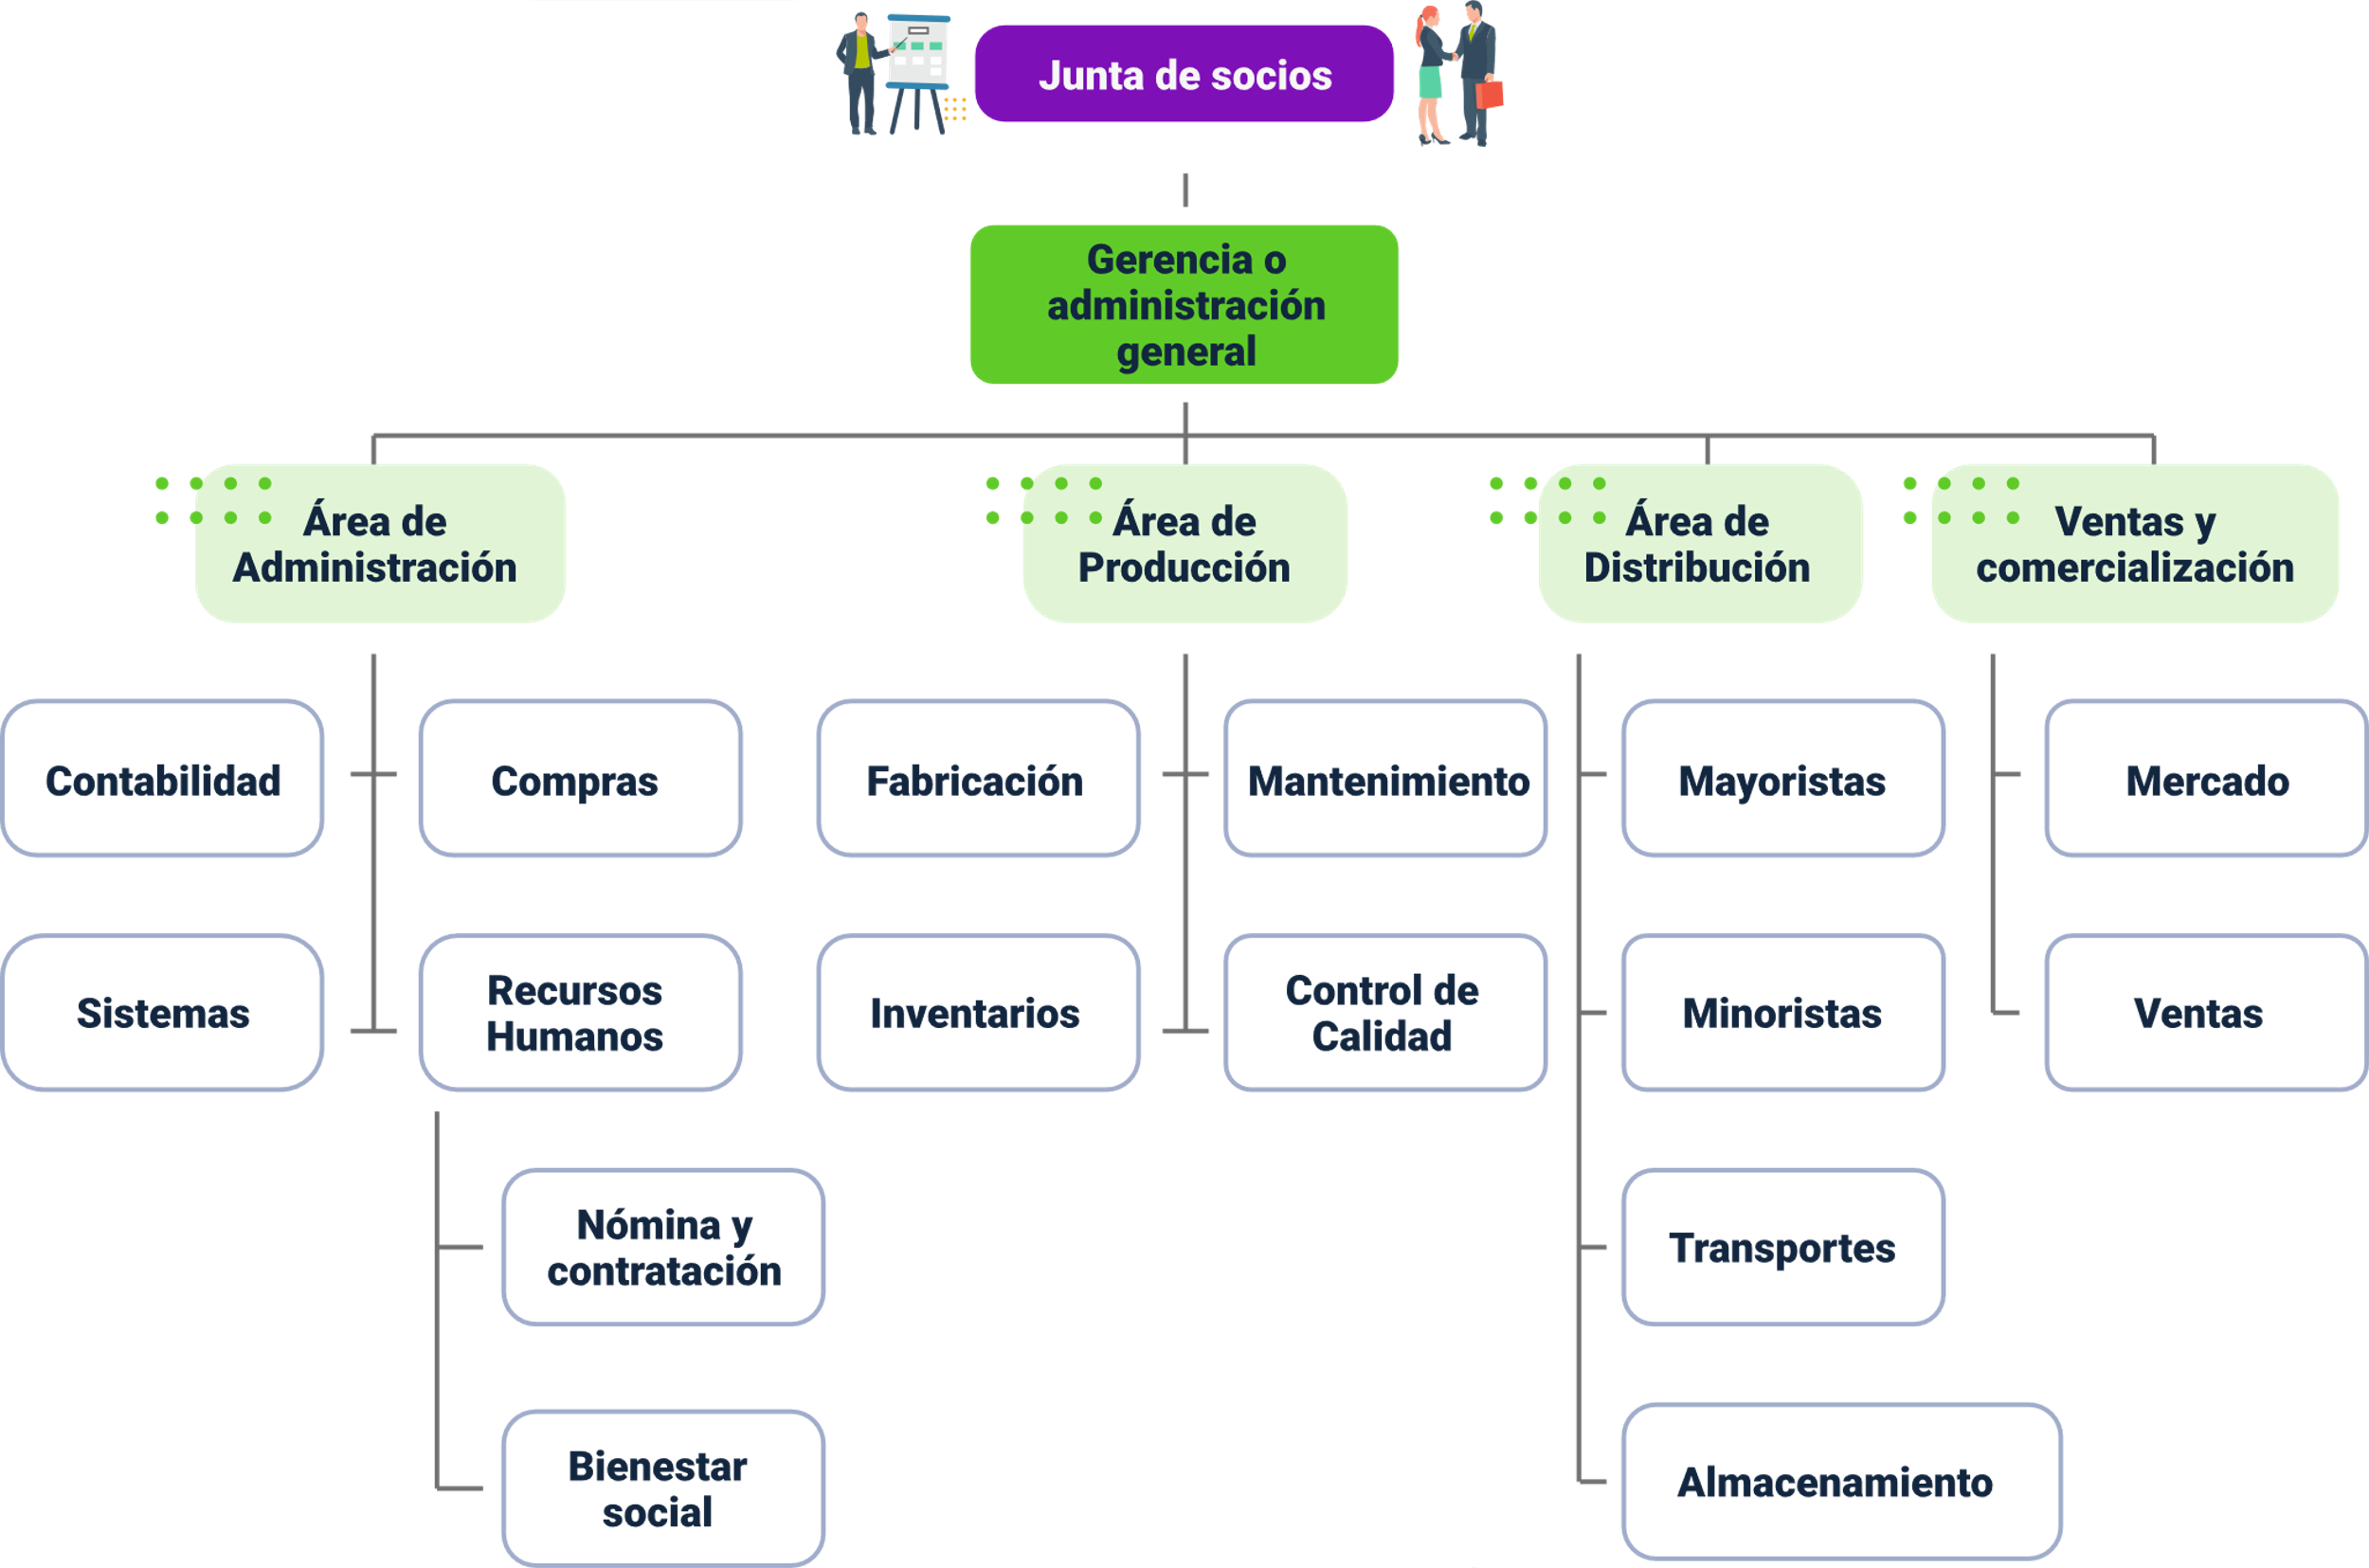 Junta de socios
Gerencia o
administración
general
Área de
Administración
Área de
Producción
Área de
Distribución
Ventas y
comercialización
Contabilidad
Compras
Fabricación
Mantenimiento
Mayoristas
Mercado
Sistemas
Recursos
Humanos
Inventarios
Control de
Calidad
Minoristas
Ventas
Nómina y
contratación
Transportes
Bienestar
social
Almacenamiento